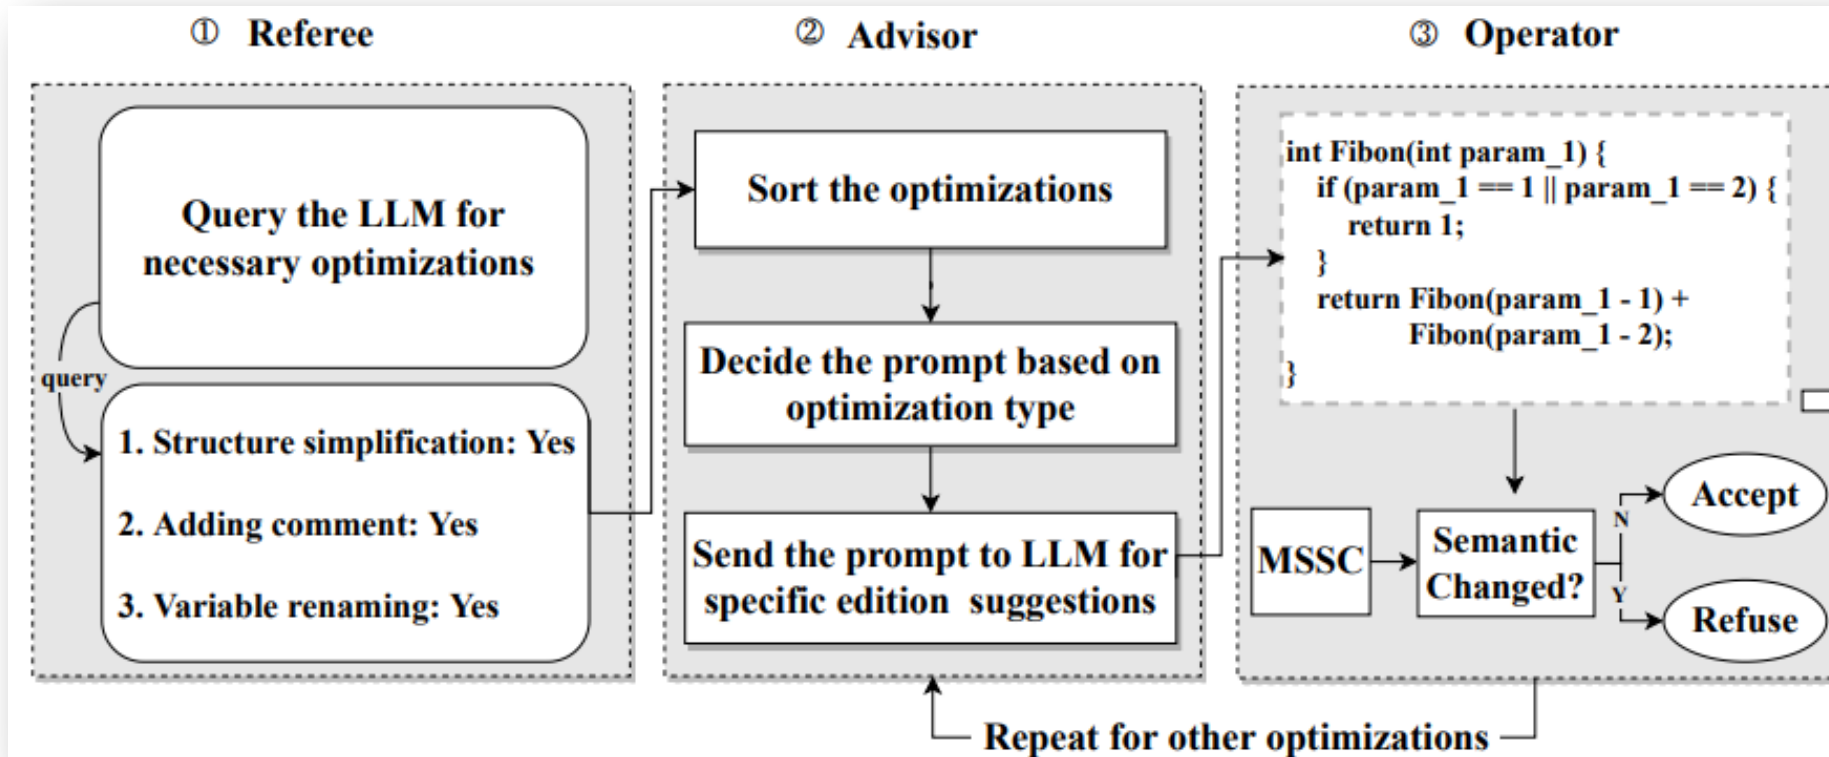 ① Referee
Query the LLM for
necessary optimizations
query
1. Structure simplification: Yes
2. Adding comment: Yes
3. Variable renaming: Yes
② Advisor
Sort the optimizations
Decide the prompt based on
optimization type
Send the prompt to LLM for
specific edition suggestions
③ Operator
int Fibon(int param_1) {
if (param_1 == 1 || param_1 == 2) {
return 1;
}
return Fibon(param_1 - 1) +
Fibon(param_1 - 2);
}
MSSC
Semantic
Changed?
N
Accept
Y
Refuse
Repeat for other optimizations